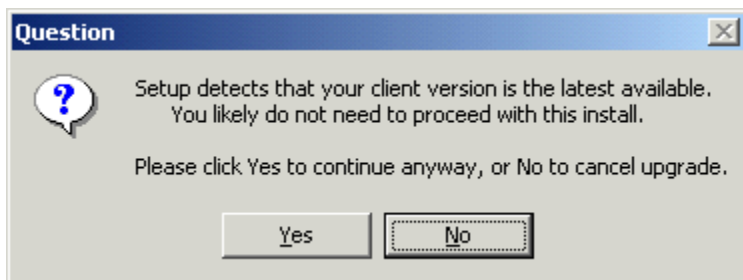 Question
Setup detects that your client version is the latest available.
You likely do not need to proceed with this install.
Please click Yes to continue anyway, or No to cancel upgrade.
Yes
No